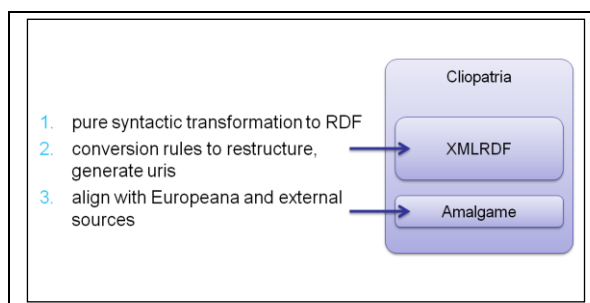 1. pure syntactic transformation to RDF
2. conversion rules to restructure,
generate uris
3. align with Europeana and external
sources
Cliopatria
XMLRDF
Amalgame